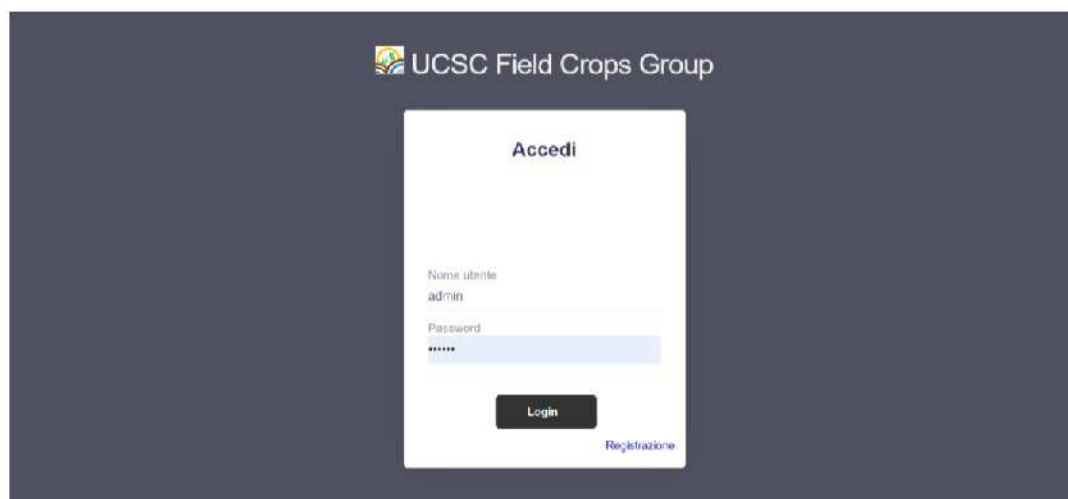 UCSC Field Crops Group
Accedi
Nome utente
admin
Password
••••••
Login
Registrazione